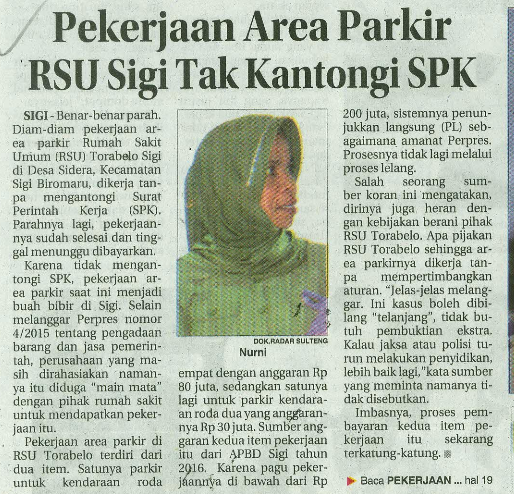 Pekerjaan Area Parkir
RSU Sigi Tak Kantongi SPK
SIGI - Benar-benar parah.
Diam-diam pekerjaan ar-
ea parkir Rumah Sakit
Umum (RSU) Torabelo Sigi
di Desa Sidera, Kecamatan
Sigi Biromaru, dikerja tan-
pa mengantongi Surat
Perintah Kerja (SPK).
Parahnya lagi, pekerjaan-
nya sudah selesai dan ting-
gal menunggu dibayarkan.
Karena tidak mengan-
tongi SPK, pekerjaan ar-
ea parkir saat ini menjadi
buah bibir di Sigi. Selain
melanggar Perpres nomor
4/2015 tentang pengadaan
barang dan jasa pemerin-
tah, perusahaan yang ma-
sih dirahasiakan naman-
ya itu diduga "main mata"
dengan pihak rumah sakit
untuk mendapatkan peker-
jaan itu.
Pekerjaan area parkir di
RSU Torabelo terdiri dari
dua item. Satunya parkir
untuk kendaraan roda
DOK.RADAR SULTENG
Nurni
empat dengan anggaran Rp
80 juta, sedangkan satunya
lagi untuk parkir kendara-
an roda dua yang anggaran-
nya Rp 30 juta. Sumber ang-
garan kedua item pekerjaan
itu dari APBD Sigi tahun
2016. Karena pagu peker-
jaannya di bawah dari Rp
200 juta, sistemnya penun-
jukkan langsung (PL) seb-
agaimana amanat Perpres.
Prosesnya tidak lagi melalui
proses lelang.
Salah seorang sum-
ber koran ini mengatakan,
dirinya juga heran den-
gan kebijakan berani pihak
RSU Torabelo. Apa pijakan
RSU Torabelo sehingga ar-
ea parkirnya dikerja tan-
pa mempertimbangkan
aturan. "Jelas-jelas melang-
gar. Ini kasus boleh dibi-
lang "telanjang", tidak bu-
tuh pembuktian ekstra.
Kalau jaksa atau polisi tu-
run melakukan penyidikan,
lebih baik lagi,"kata sumber
yang meminta namanya ti-
dak disebutkan.
Imbasnya, proses pem-
bayaran kedua item pe-
kerjaan itu sekarang
terkatung-katung.
Baca PEKERJAAN ... hal 19